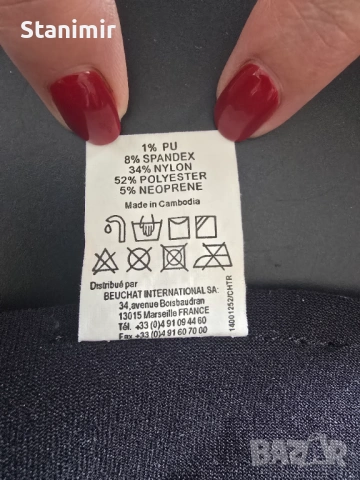 Stanimir
1% PU
8% SPANDEX
34% NYLON
52% POLYESTER
5% NEOPRENE
Made in Cambodia
Distribué par
BEUCHAT INTERNATIONAL SA:
34,avenue Boisbaudran
13015 Marseille FRANCE
Tél. +33 (0)4 91 09 44 60
Fax +33 (0)4 91 60 70 00
14001252/CHTR
BAZAR